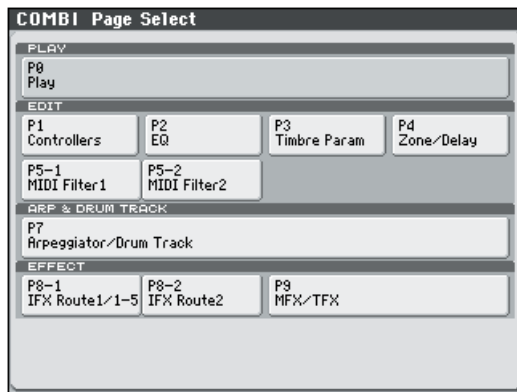 COMBI Page Select
PLAY
P0
Play
EDIT
P1
Controllers
P2
EQ
P3
Timbre Param
P4
Zone/Delay
P5-1
MIDI Filter1
P5-2
MIDI Filter2
ARP & DRUM TRACK
P7
Arpeggiator/Drum Track
EFFECT
P8-1
IFX Route1/1-5
P8-2
IFX Route2
P9
MFX/TFX